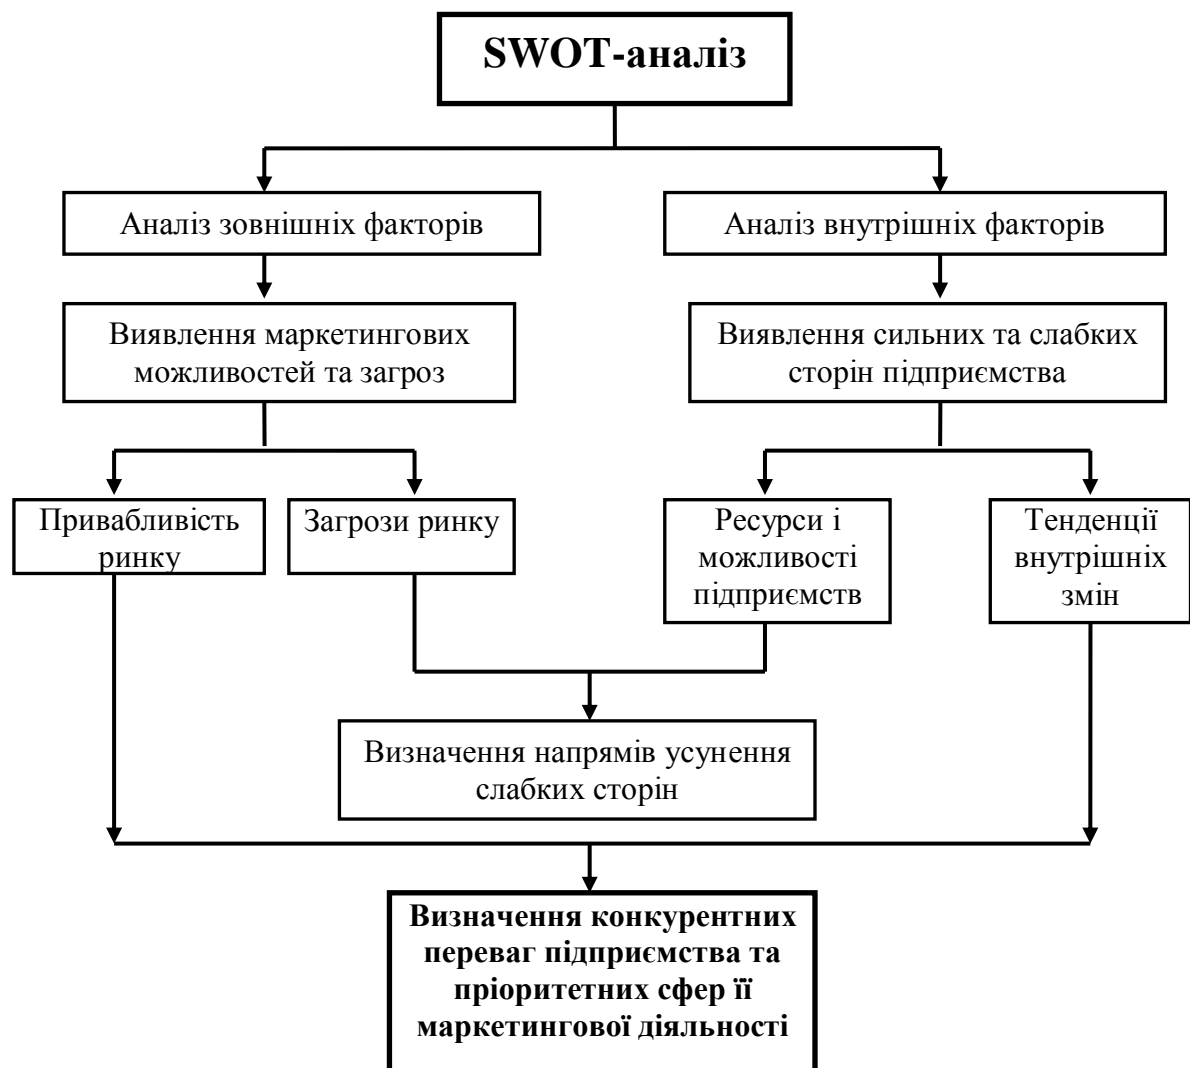 SWOT-аналіз
Аналіз зовнішніх факторів
Аналіз внутрішніх факторів
Виявлення маркетингових
можливостей та загроз
Виявлення сильних та слабких
сторін підприємства
Привабливість
ринку
Загрози ринку
Ресурси і
можливості
підприємств
Тенденції
внутрішніх
змін
Визначення напрямів усунення
слабких сторін
Визначення конкурентних
переваг підприємства та
пріоритетних сфер її
маркетингової діяльності